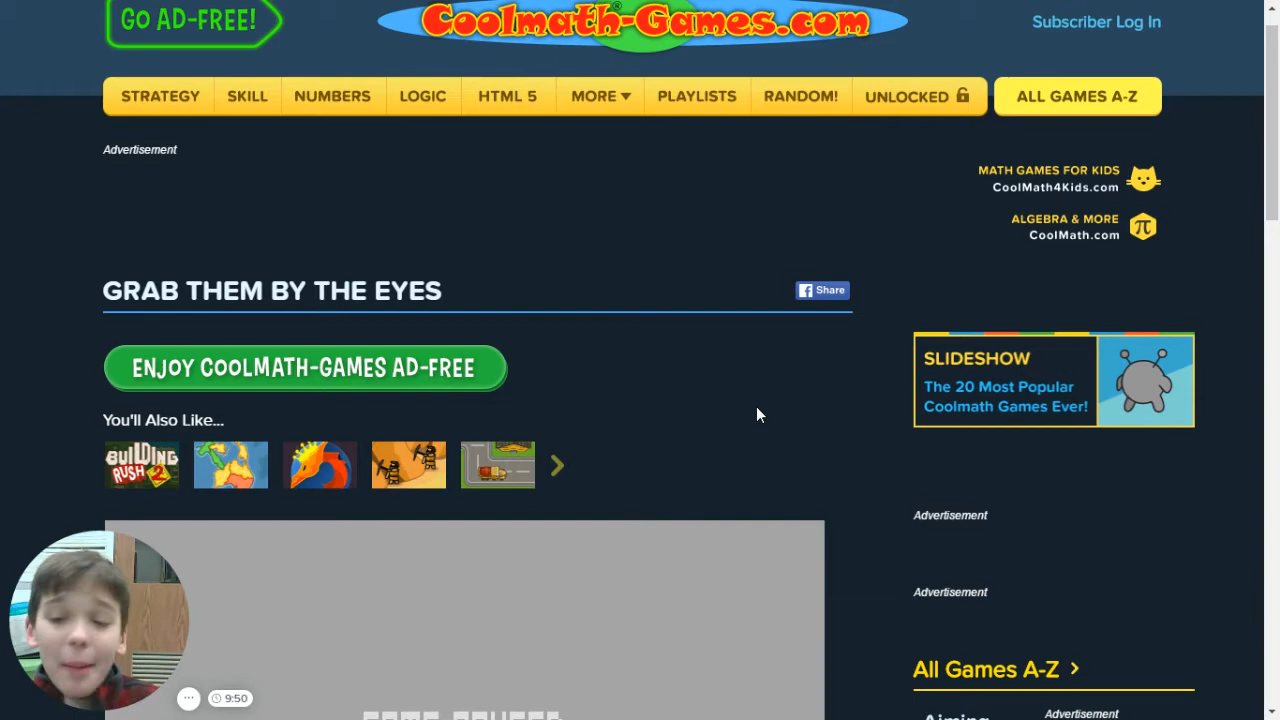 GO AD-FREE!
Coolmath-Games.com
Subscriber Log In
STRATEGY SKILL NUMBERS LOGIC HTML 5 MORE PLAYLISTS RANDOM! UNLOCKED ALL GAMES A-Z
Advertisement
MATH GAMES FOR KIDS
CoolMath4Kids.com
ALGEBRA & MORE
CoolMath.com
GRAB THEM BY THE EYES
Share
ENJOY COOLMATH-GAMES AD-FREE
SLIDESHOW
The 20 Most Popular
Coolmath Games Ever!
You'll Also Like...
BUILDING
RUSH 2
Advertisement
Advertisement
All Games A-Z
9:50
Advertisement